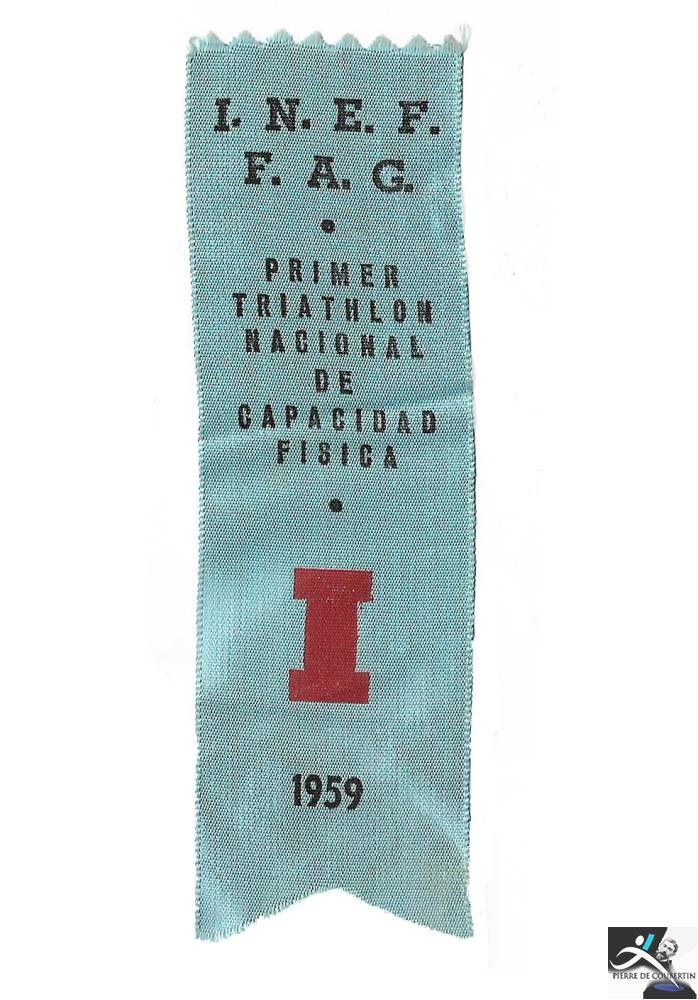 I. N. E. F.
F. A. G.
•
PRIMER
TRIATHLON
NACIONAL
DE
CAPACIDAD
FISICA
•
I
1959
PIERRE DE COUBERTIN